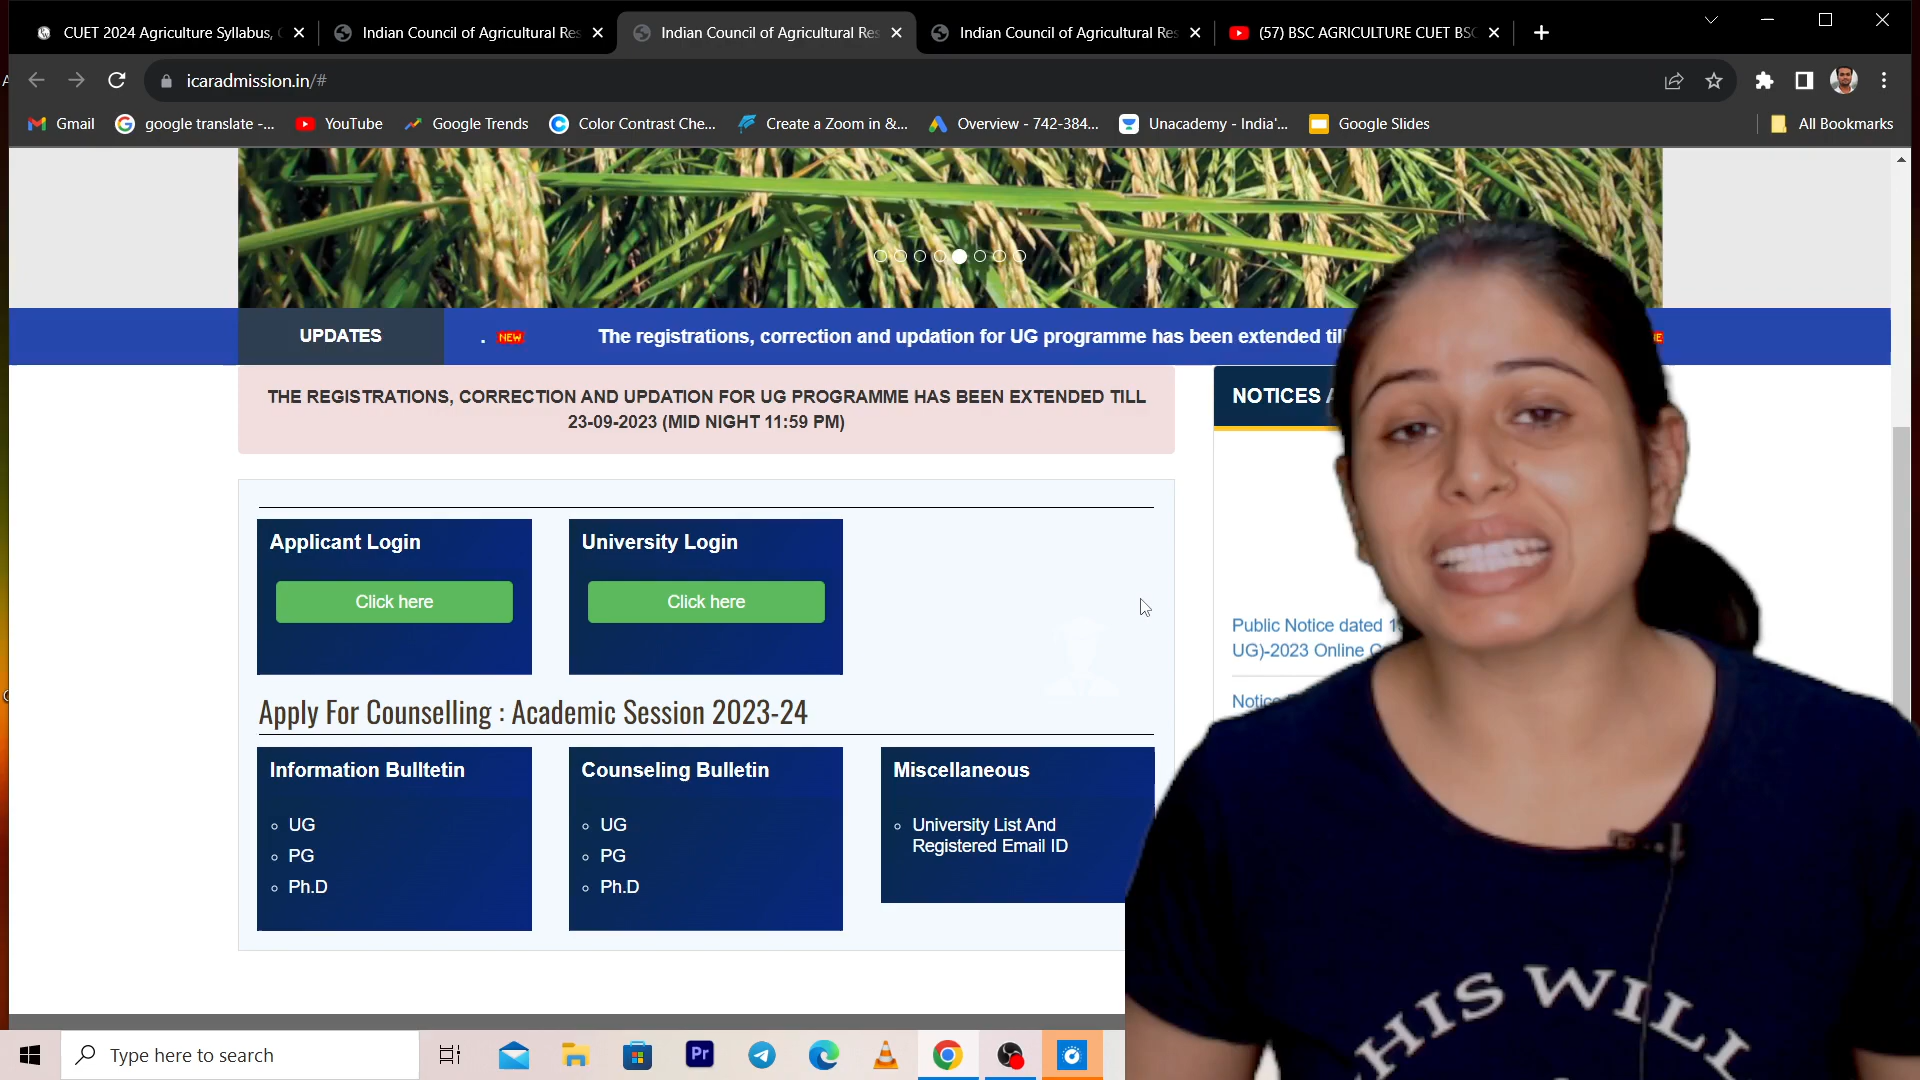 CUET 2024 Agriculture Syllabus,
Indian Council of Agricultural Res
Indian Council of Agricultural Res
Indian Council of Agricultural Res
(57) BSC AGRICULTURE CUET BSC
icaradmission.in/#
Gmail
google translate -...
YouTube
Google Trends
Color Contrast Che...
Create a Zoom in &...
Overview - 742-384...
Unacademy - India'...
Google Slides
All Bookmarks
UPDATES
. NEW
The registrations, correction and updation for UG programme has been extended till
THE REGISTRATIONS, CORRECTION AND UPDATION FOR UG PROGRAMME HAS BEEN EXTENDED TILL
23-09-2023 (MID NIGHT 11:59 PM)
NOTICES
Applicant Login
Click here
University Login
Click here
Public Notice dated
UG)-2023 Online
Notice
Apply For Counselling : Academic Session 2023-24
Information Bulltetin
UG
PG
Ph.D
Counseling Bulletin
UG
PG
Ph.D
Miscellaneous
University List And
Registered Email ID
THIS WILL
Type here to search
Pr